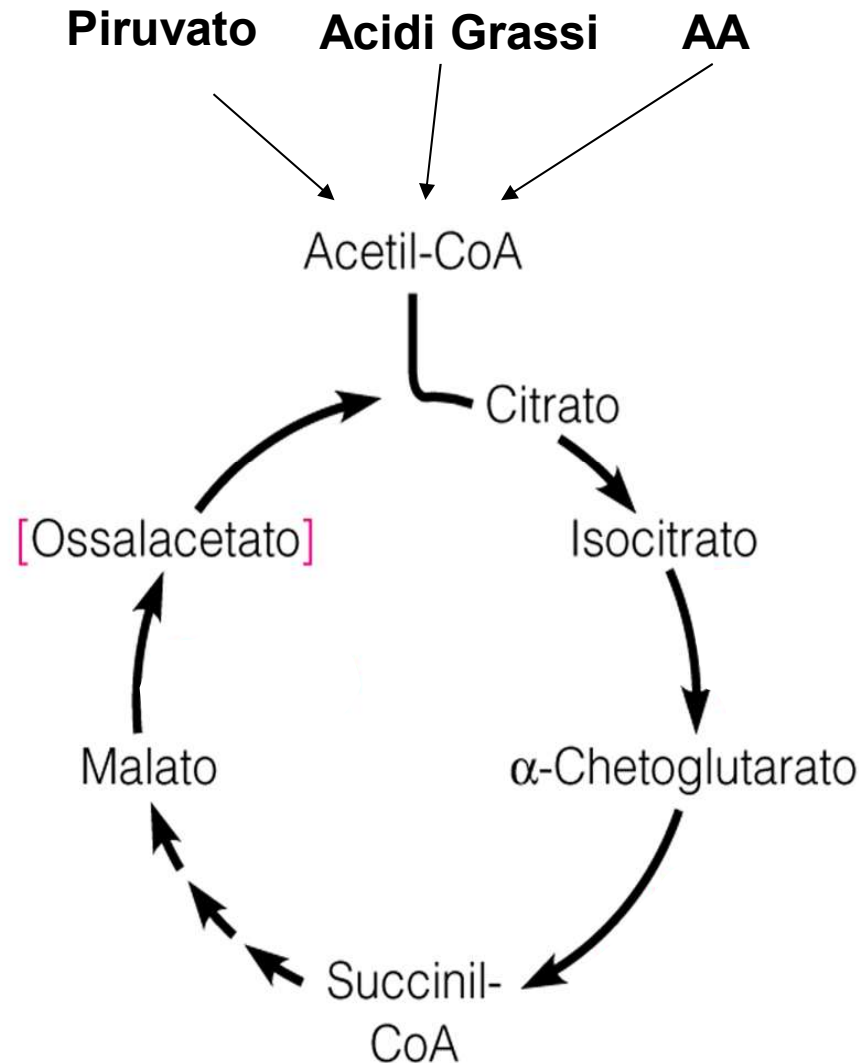 Piruvato Acidi Grassi AA
Acetil-CoA
Citrato
[Ossalacetato]
Isocitrato
Malato
α-Chetoglutarato
Succinil-
CoA